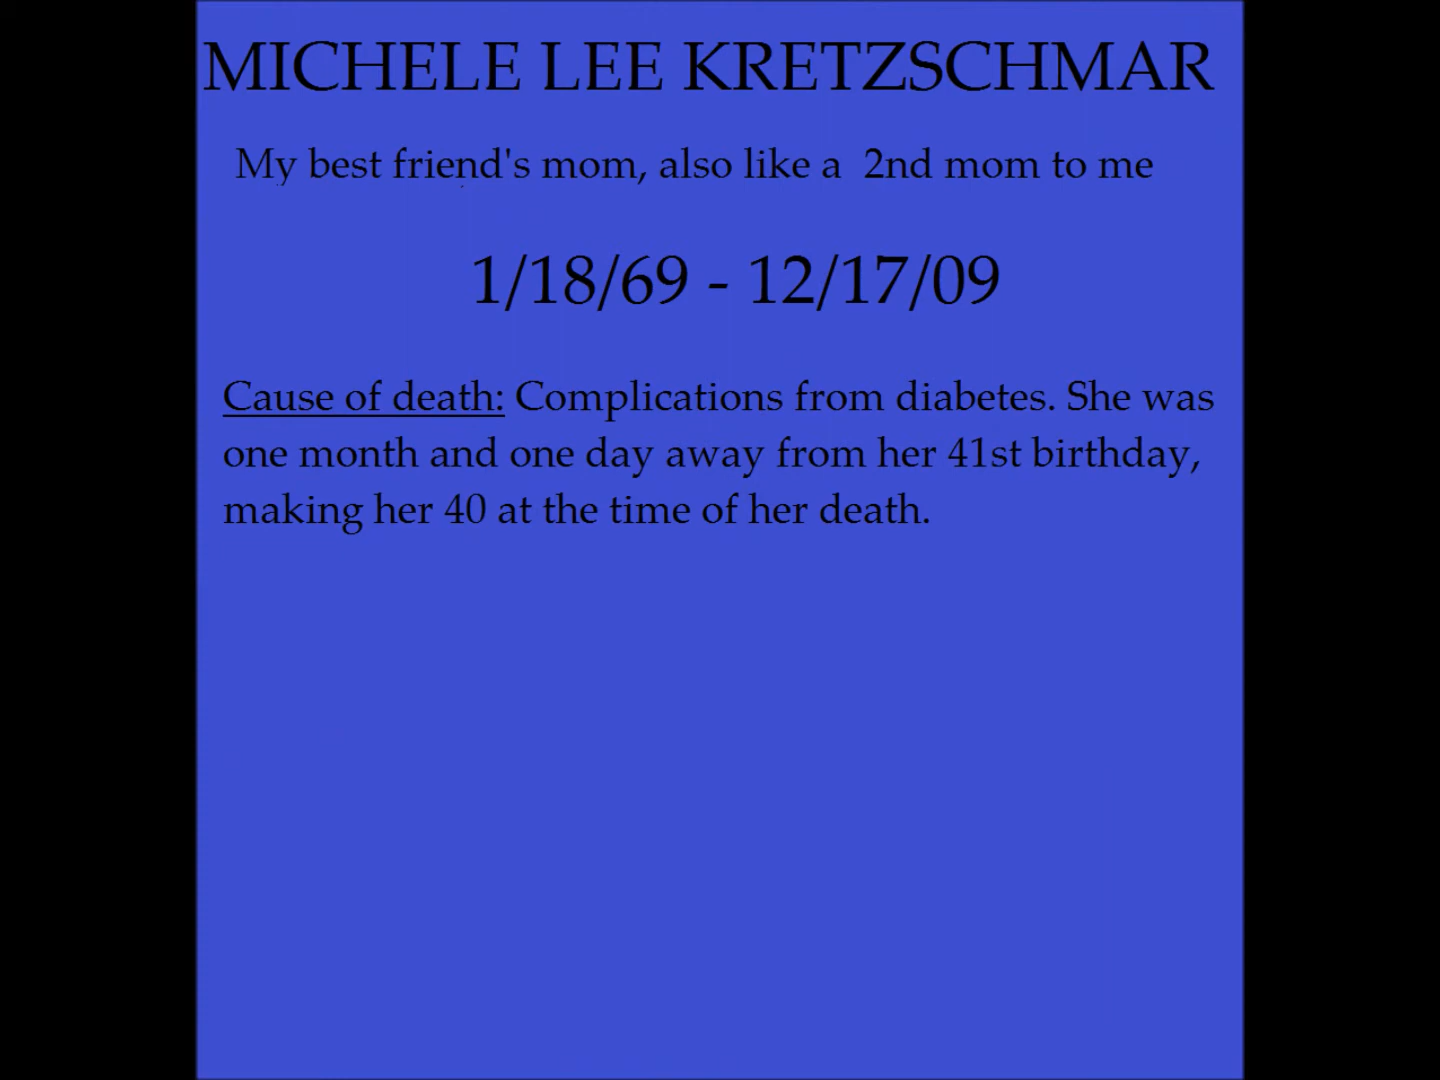 MICHELE LEE KRETZSCHMAR
My best friend's mom, also like a 2nd mom to me
1/18/69 - 12/17/09
Cause of death: Complications from diabetes. She was
one month and one day away from her 41st birthday,
making her 40 at the time of her death.